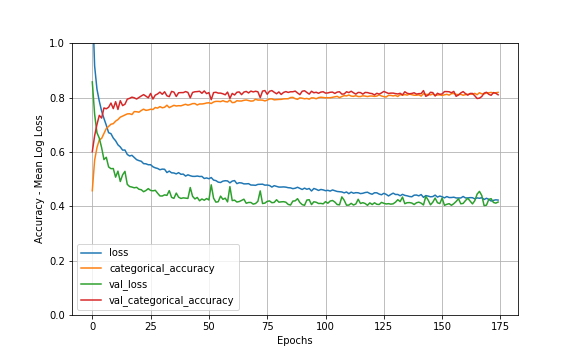 1.0
0.8
0.6
0.4
0.2
0.0
Accuracy - Mean Log Loss
loss
categorical_accuracy
val_loss
val_categorical_accuracy
0
25
50
75
100
125
150
175
Epochs